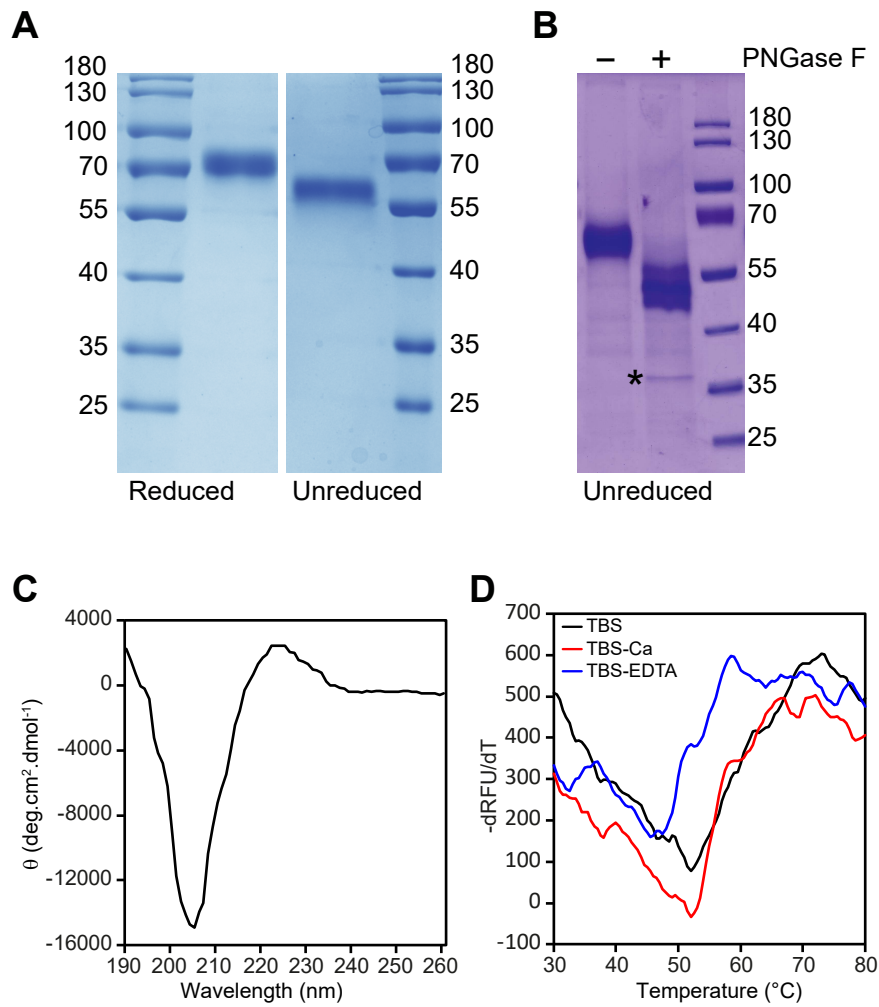 A
180
130
100
70
55
40
35
25
180
130
100
70
55
40
35
25
Reduced
Unreduced
B
– + PNGase F
180
130
100
70
55
40
35
25
*
Unreduced
C
4000
0
-4000
-8000
-12000
-16000
θ (deg.cm².dmol⁻¹)
190 200 210 220 230 240 250 260
Wavelength (nm)
D
700
600
500
400
300
200
100
0
-100
-dRFU/dT
TBS
TBS-Ca
TBS-EDTA
30 40 50 60 70 80
Temperature (°C)